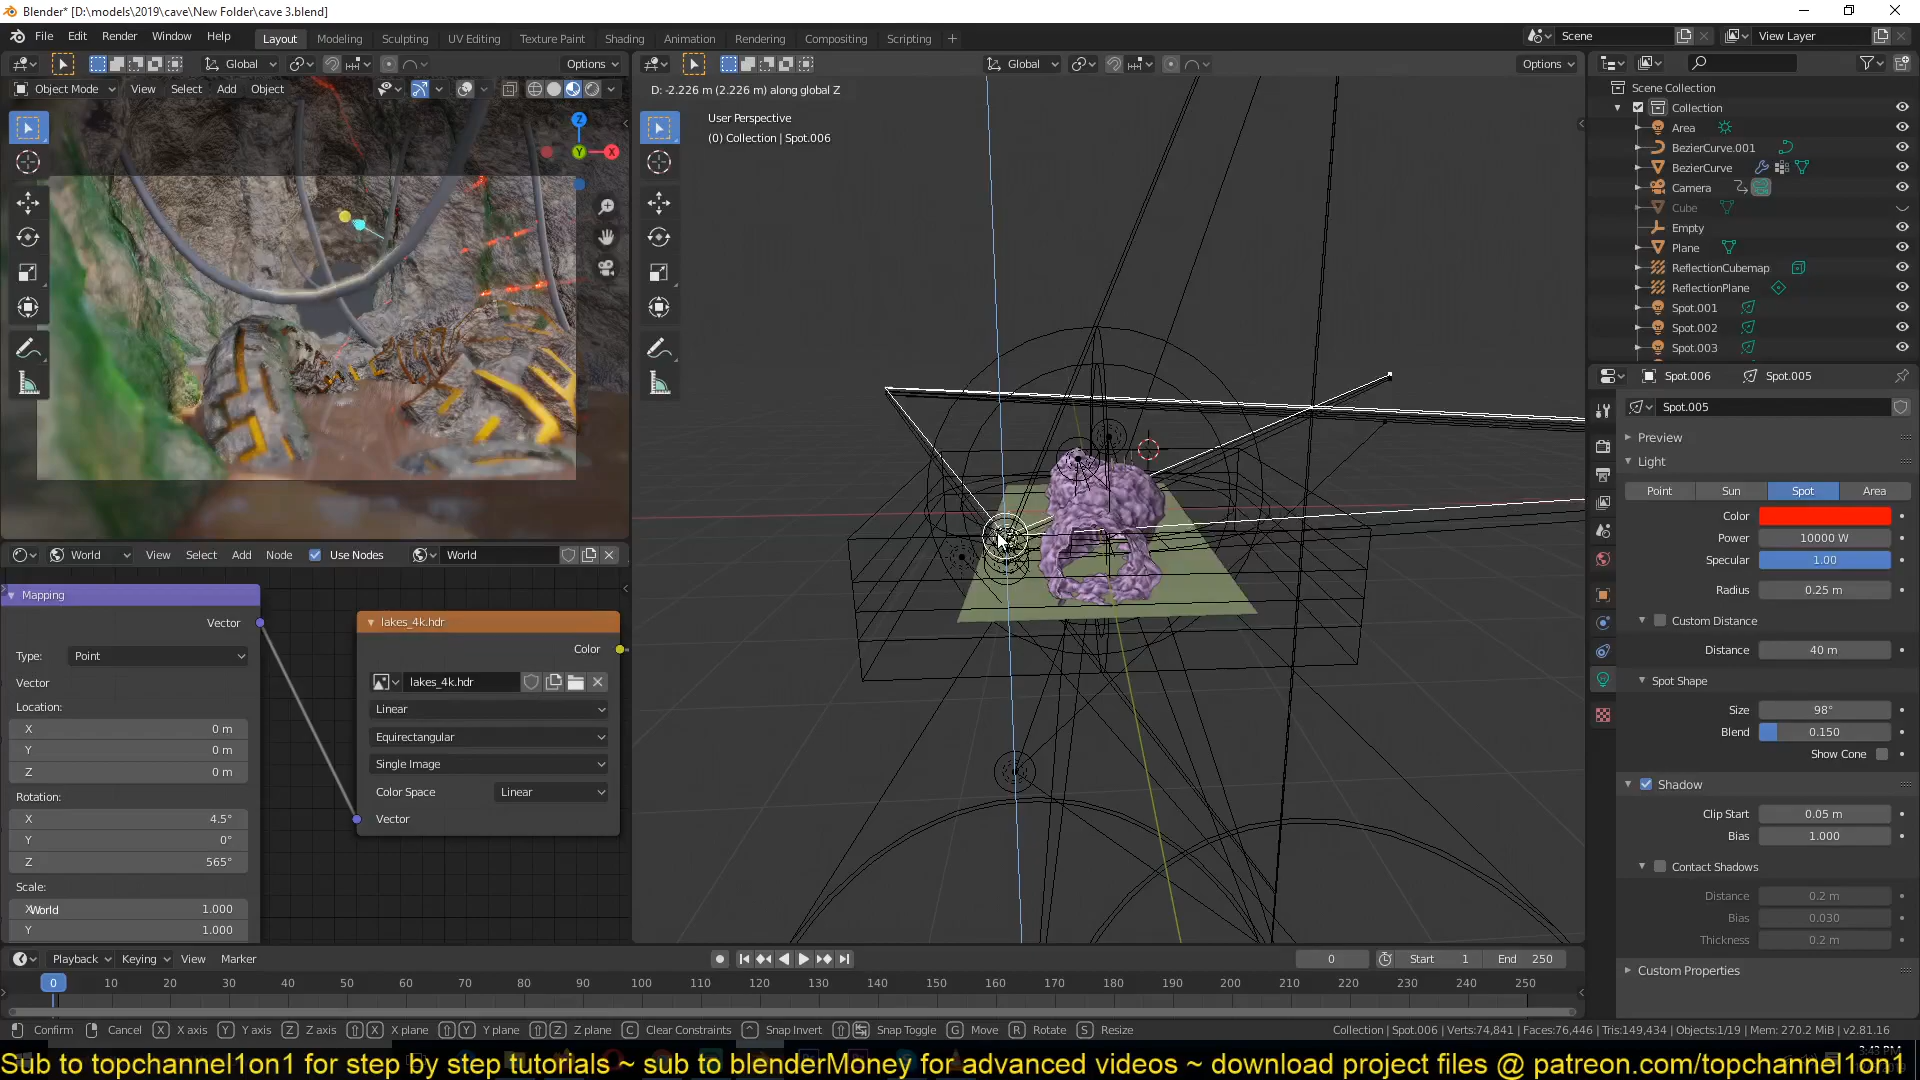 Blender* [D:\models\2019\cave\New Folder\cave 3.blend]
File Edit Render Window Help Layout Modeling Sculpting UV Editing Texture Paint Shading Animation Rendering Compositing Scripting + Scene View Layer
Global Options Global Options
Object Mode View Select Add Object D: -2.226 m (2.226 m) along global Z
User Perspective
(0) Collection | Spot.006
Z
X
Y
Scene Collection
Collection
Area
BezierCurve.001
BezierCurve
Camera
Cube
Empty
Plane
ReflectionCubemap
ReflectionPlane
Spot.001
Spot.002
Spot.003
Spot.006 Spot.005
Spot.005
Preview
Light
Point Sun Spot Area
Color
Power 10000 W
Specular 1.00
Radius 0.25 m
Custom Distance
Distance 40 m
Spot Shape
Size 98°
Blend 0.150
Show Cone
Shadow
Clip Start 0.05 m
Bias 1.000
Contact Shadows
Distance 0.2 m
Bias 0.030
Thickness 0.2 m
Custom Properties
World View Select Add Node Use Nodes World
Mapping
Vector
Type: Point
Vector
Location:
X 0 m
Y 0 m
Z 0 m
Rotation:
X 4.5°
Y 0°
Z 565°
Scale:
X 1.000
World
Y 1.000
lakes_4k.hdr
Color
lakes_4k.hdr
Linear
Equirectangular
Single Image
Color Space Linear
Vector
Playback Keying View Marker 0 Start 1 End 250
0 10 20 30 40 50 60 70 80 90 100 110 120 130 140 150 160 170 180 190 200 210 220 230 240 250
Confirm Cancel X X axis Y Y axis Z Z axis X X plane Y Y plane Z Z plane C Clear Constraints Snap Invert Snap Toggle G Move R Rotate S Resize Collection | Spot.006 | Verts:74,841 | Faces:76,446 | Tris:149,434 | Objects:1/19 | Mem: 270.2 MiB | v2.81.16
3:43 PM
Sub to topchannel1on1 for step by step tutorials ~ sub to blenderMoney for advanced videos ~ download project files @ patreon.com/topchannel1on1